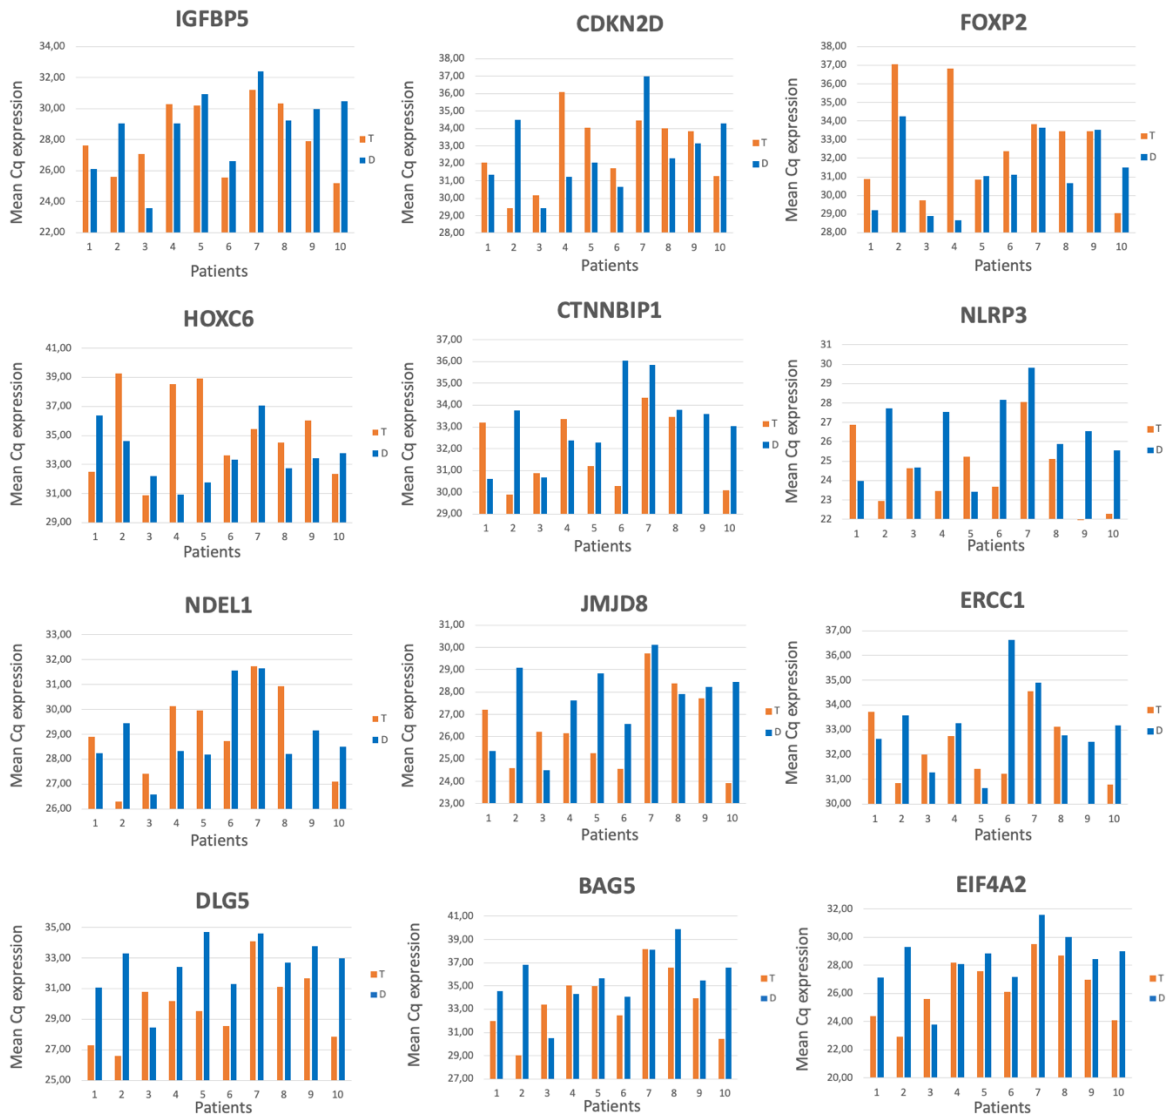 IGFBP5
Mean Cq expression
34,00
32,00
30,00
28,00
26,00
24,00
22,00
1 2 3 4 5 6 7 8 9 10
Patients
T
D
CDKN2D
Mean Cq expression
38,00
37,00
36,00
35,00
34,00
33,00
32,00
31,00
30,00
29,00
28,00
1 2 3 4 5 6 7 8 9 10
Patients
T
D
FOXP2
Mean Cq expression
38,00
37,00
36,00
35,00
34,00
33,00
32,00
31,00
30,00
29,00
28,00
1 2 3 4 5 6 7 8 9 10
Patients
T
D
HOXC6
Mean Cq expression
41,00
39,00
37,00
35,00
33,00
31,00
29,00
1 2 3 4 5 6 7 8 9 10
Patients
T
D
CTNNBIP1
Mean Cq expression
37,00
36,00
35,00
34,00
33,00
32,00
31,00
30,00
29,00
1 2 3 4 5 6 7 8 9 10
Patients
T
D
NLRP3
Mean Cq expression
31
30
29
28
27
26
25
24
23
22
1 2 3 4 5 6 7 8 9 10
Patients
T
D
NDEL1
Mean Cq expression
33,00
32,00
31,00
30,00
29,00
28,00
27,00
26,00
1 2 3 4 5 6 7 8 9 10
Patients
T
D
JMJD8
Mean Cq expression
31,00
30,00
29,00
28,00
27,00
26,00
25,00
24,00
23,00
1 2 3 4 5 6 7 8 9 10
Patients
T
D
ERCC1
Mean Cq expression
37,00
36,00
35,00
34,00
33,00
32,00
31,00
30,00
1 2 3 4 5 6 7 8 9 10
Patients
T
D
DLG5
Mean Cq expression
35,00
33,00
31,00
29,00
27,00
25,00
1 2 3 4 5 6 7 8 9 10
Patients
T
D
BAG5
Mean Cq expression
41,00
39,00
37,00
35,00
33,00
31,00
29,00
27,00
1 2 3 4 5 6 7 8 9 10
Patients
T
D
EIF4A2
Mean Cq expression
32,00
30,00
28,00
26,00
24,00
22,00
20,00
1 2 3 4 5 6 7 8 9 10
Patients
T
D